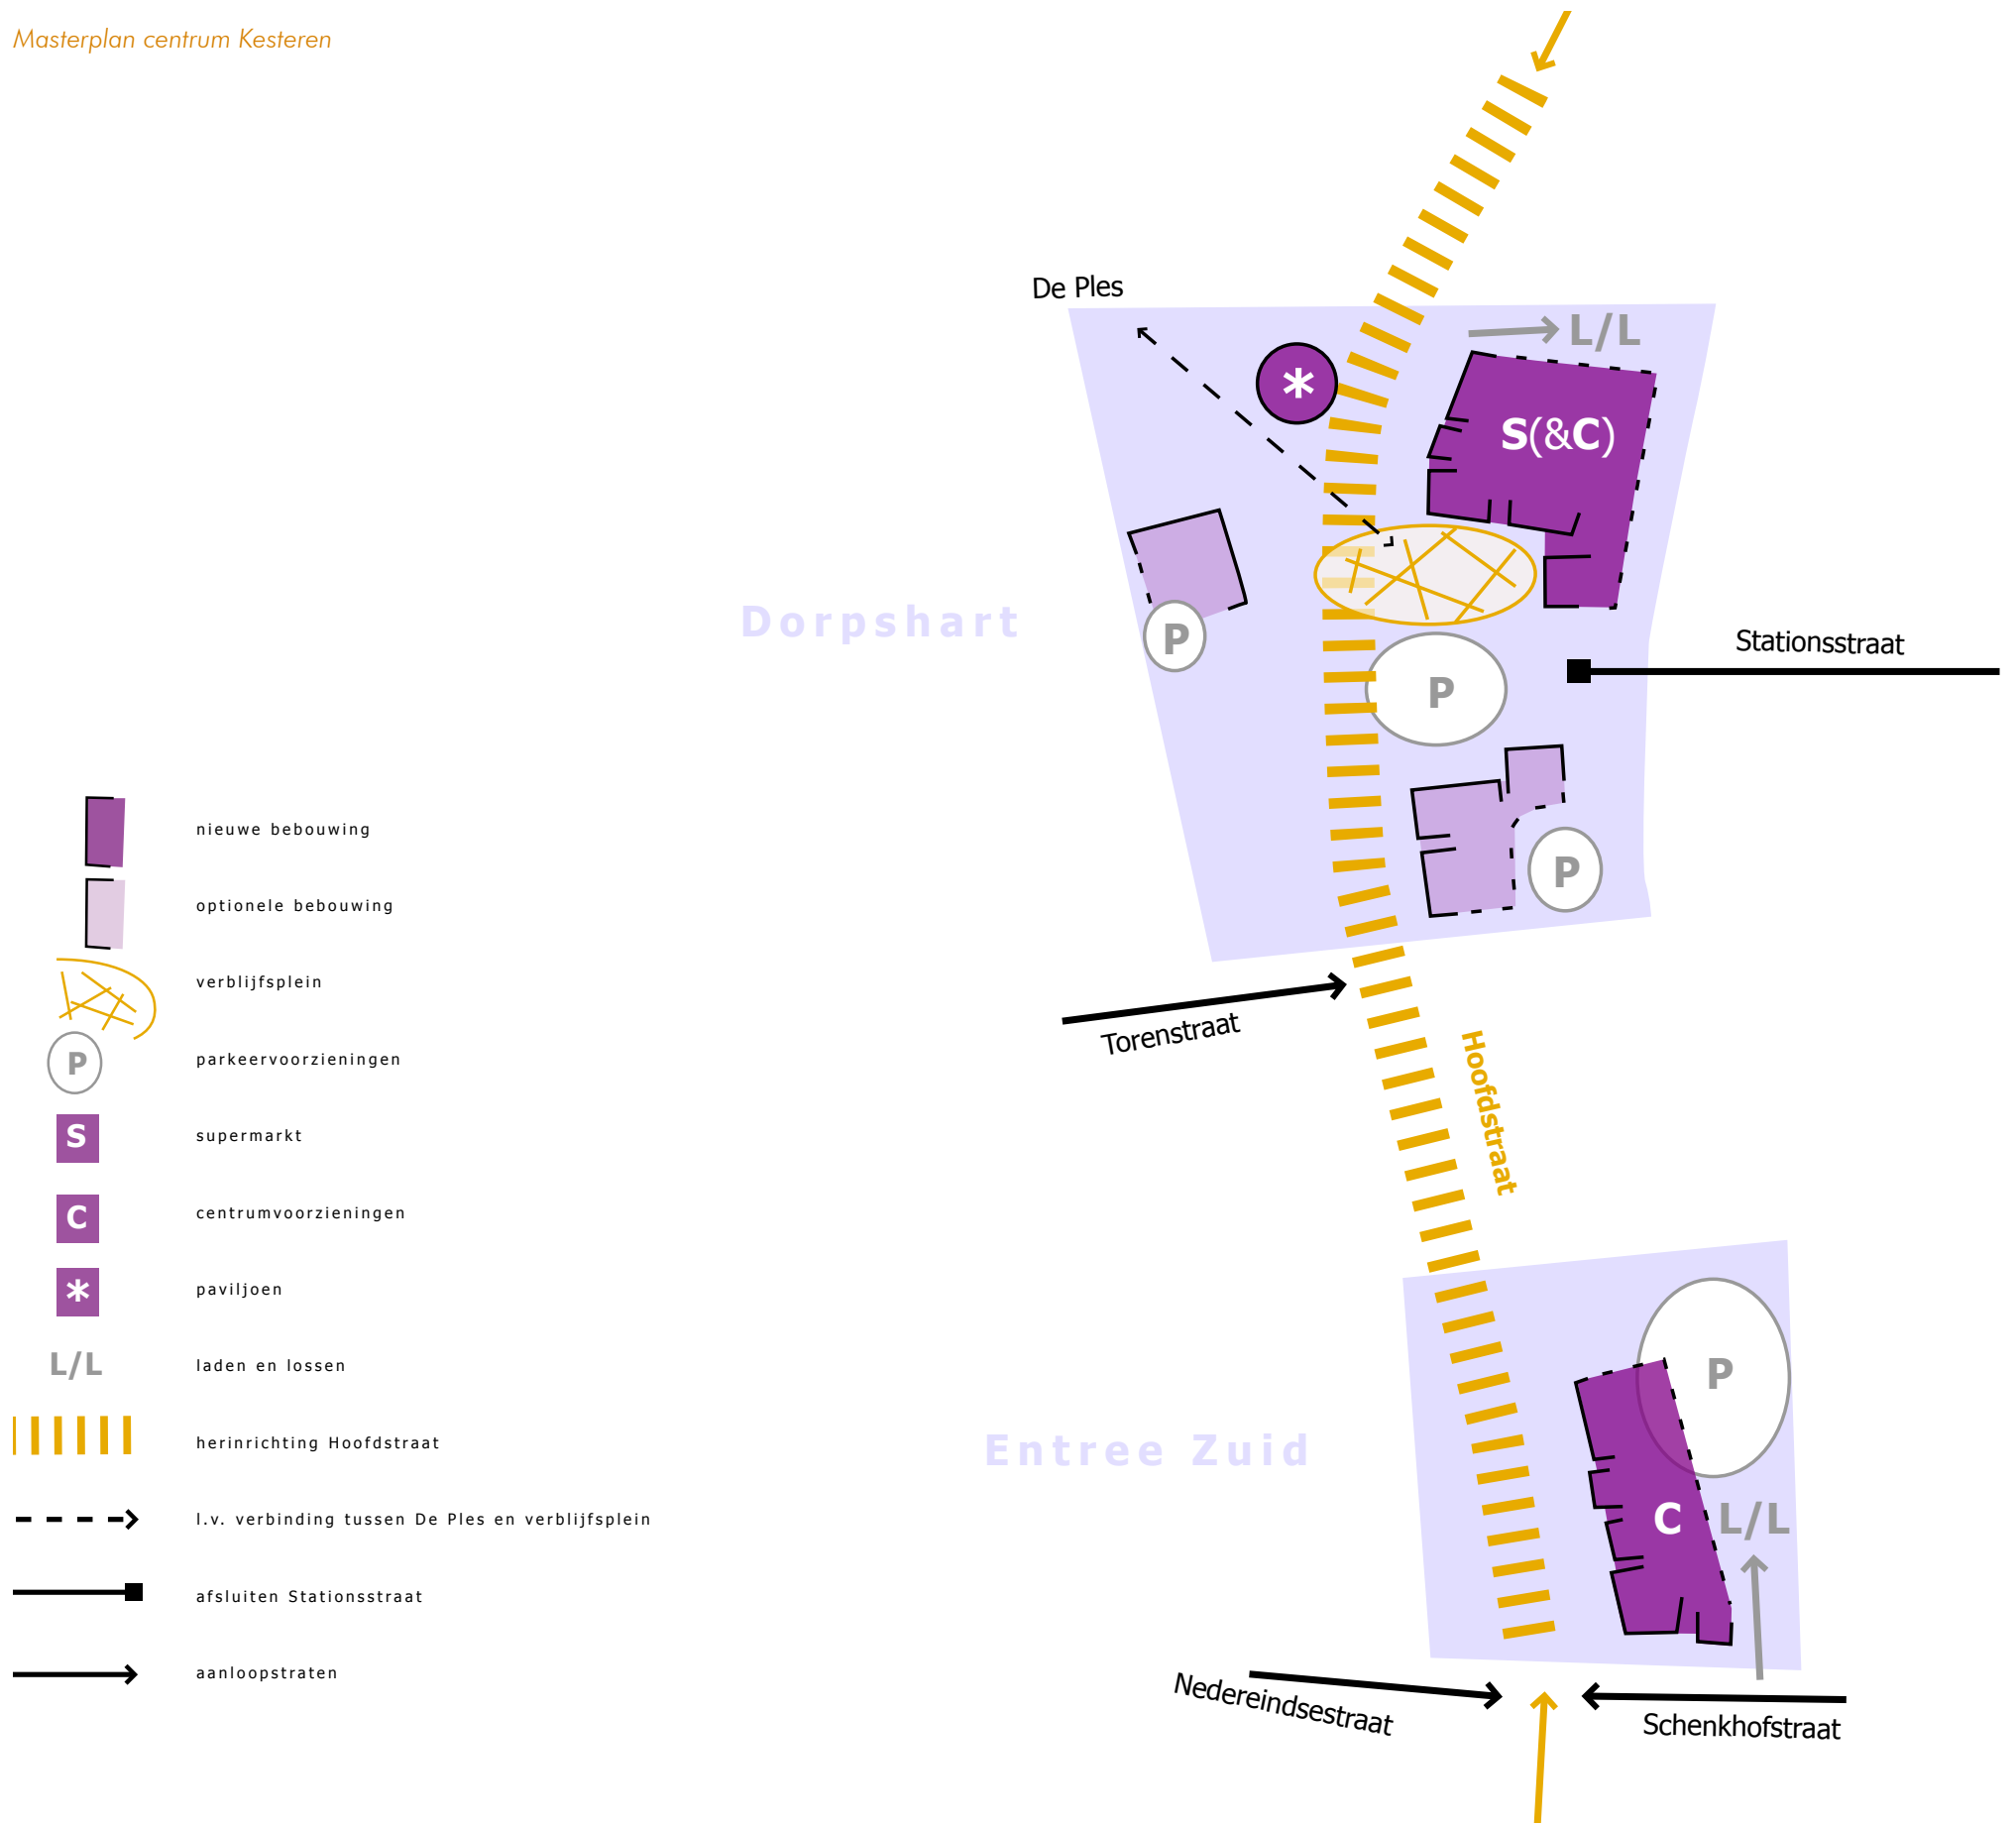 Masterplan centrum Kesteren
De Ples
L/L
*
S(&C)
Dorpshart
P
Stationsstraat
P
P
Torenstraat
Hoofdstraat
P
Entree Zuid
C
L/L
Nedereindsestraat
Schenkhofstraat
nieuwe bebouwing
optionele bebouwing
verblijfsplein
P parkeervoorzieningen
S supermarkt
C centrumvoorzieningen
* paviljoen
L/L laden en lossen
herinrichting Hoofdstraat
l.v. verbinding tussen De Ples en verblijfsplein
afsluiten Stationsstraat
aanloopstraten